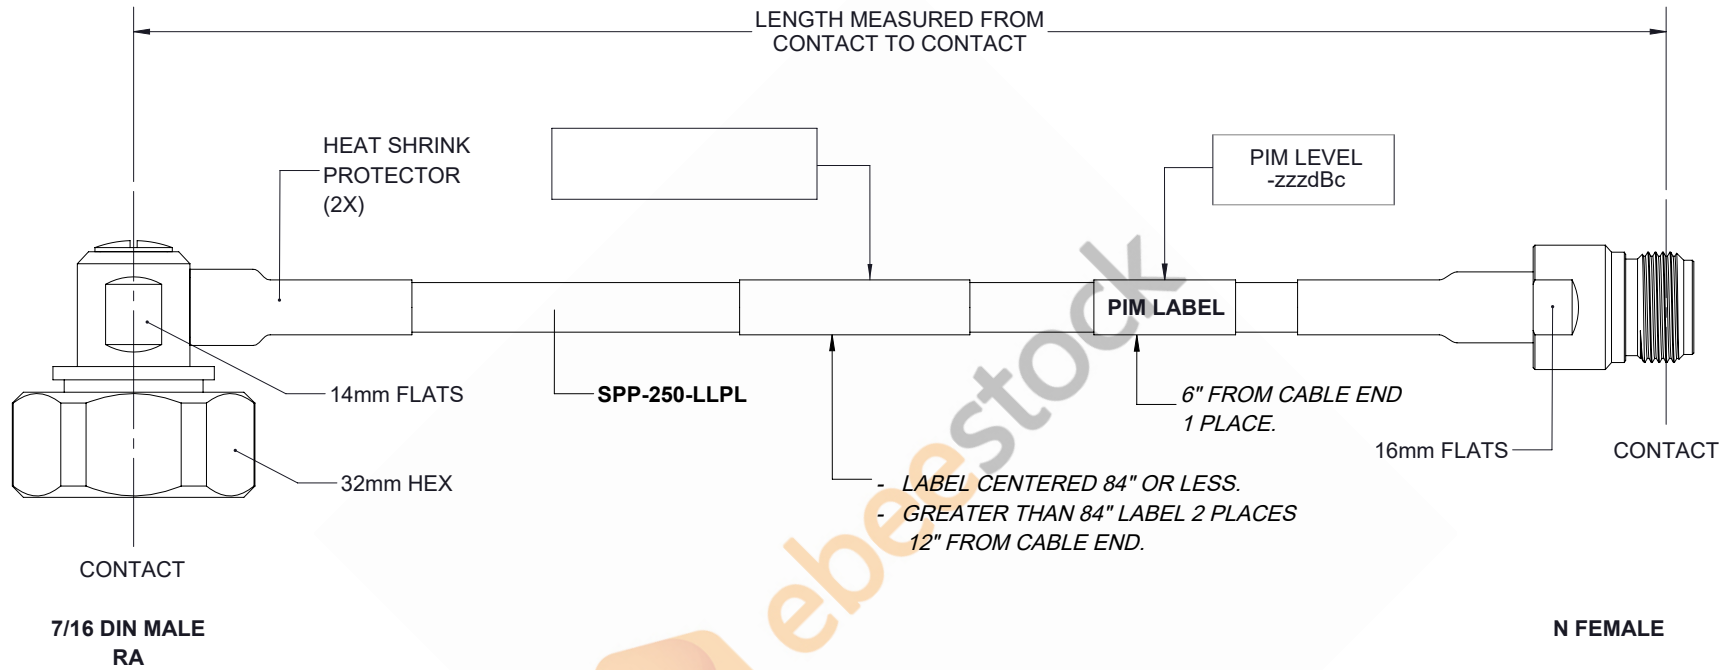 LENGTH MEASURED FROM
CONTACT TO CONTACT
HEAT SHRINK
PROTECTOR
(2X)
PIM LEVEL
-zzzdBc
PIM LABEL
14mm FLATS
SPP-250-LLPL
6" FROM CABLE END
1 PLACE.
16mm FLATS
CONTACT
32mm HEX
- LABEL CENTERED 84" OR LESS.
- GREATER THAN 84" LABEL 2 PLACES
12" FROM CABLE END.
CONTACT
7/16 DIN MALE
RA
N FEMALE
ebeestock